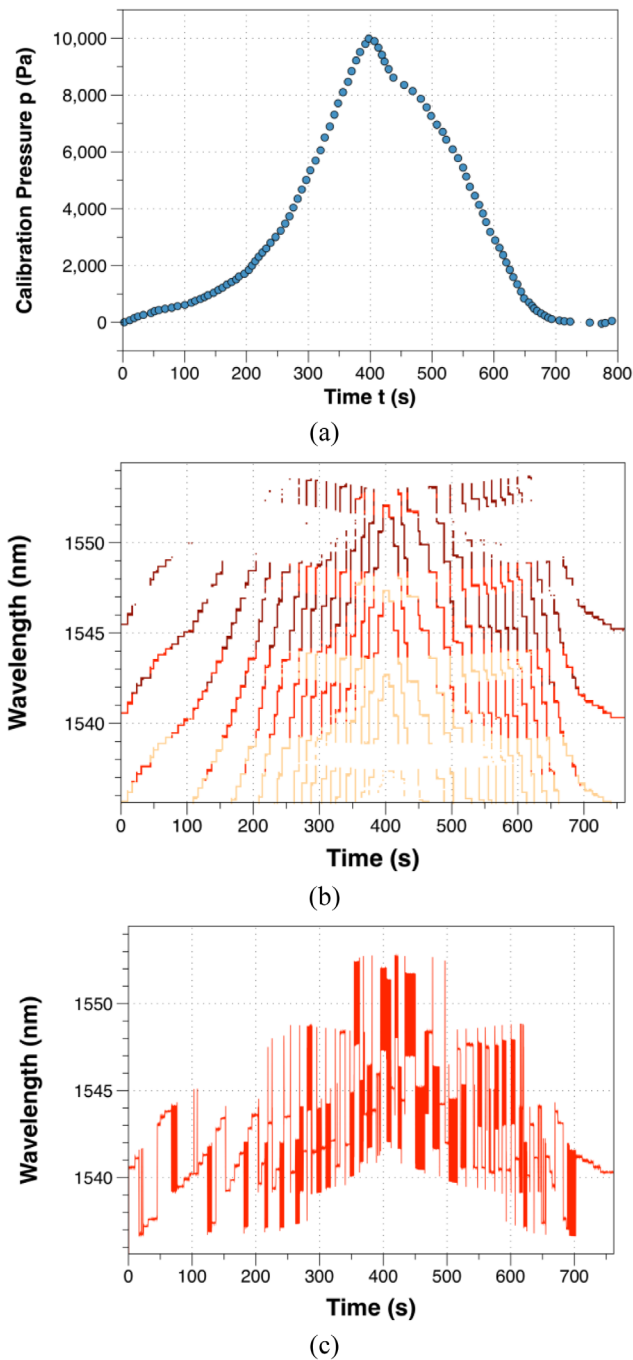 10,000
8,000
6,000
4,000
2,000
0
Calibration Pressure p (Pa)
0 100 200 300 400 500 600 700 800
Time t (s)
(a)
1550
1545
1540
Wavelength (nm)
0 100 200 300 400 500 600 700
Time (s)
(b)
1550
1545
1540
Wavelength (nm)
0 100 200 300 400 500 600 700
Time (s)
(c)